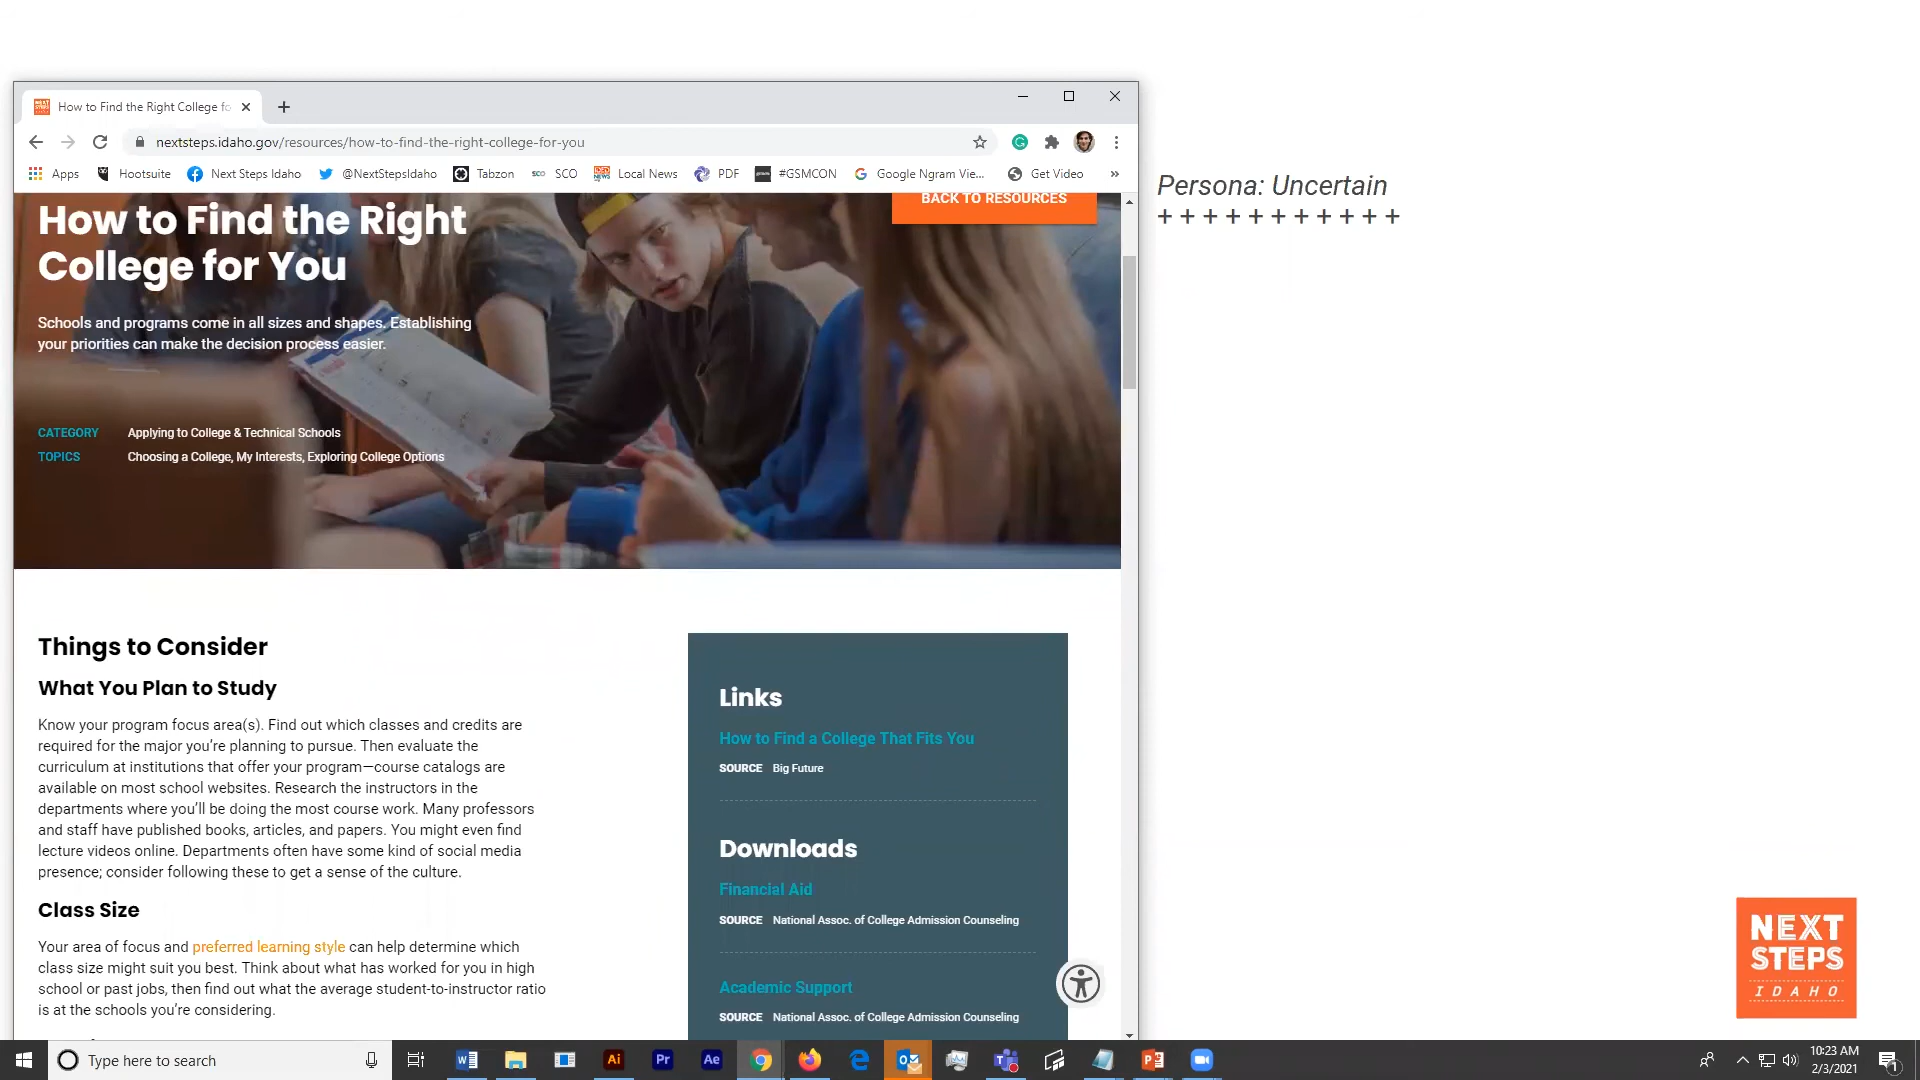 How to Find the Right College fo
nextsteps.idaho.gov/resources/how-to-find-the-right-college-for-you
Apps Hootsuite Next Steps Idaho @NextStepsIdaho Tabzon SCO SCO Local News PDF #GSMCON Google Ngram Vie... Get Video »
BACK TO RESOURCES
How to Find the Right
College for You
Schools and programs come in all sizes and shapes. Establishing
your priorities can make the decision process easier.
CATEGORY Applying to College & Technical Schools
TOPICS Choosing a College, My Interests, Exploring College Options
Things to Consider
What You Plan to Study
Know your program focus area(s). Find out which classes and credits are
required for the major you're planning to pursue. Then evaluate the
curriculum at institutions that offer your program—course catalogs are
available on most school websites. Research the instructors in the
departments where you'll be doing the most course work. Many professors
and staff have published books, articles, and papers. You might even find
lecture videos online. Departments often have some kind of social media
presence; consider following these to get a sense of the culture.
Class Size
Your area of focus and preferred learning style can help determine which
class size might suit you best. Think about what has worked for you in high
school or past jobs, then find out what the average student-to-instructor ratio
is at the schools you're considering.
Links
How to Find a College That Fits You
SOURCE Big Future
Downloads
Financial Aid
SOURCE National Assoc. of College Admission Counseling
Academic Support
SOURCE National Assoc. of College Admission Counseling
Persona: Uncertain
+ + + + + + + + + + +
NEXT
STEPS
IDAHO
Type here to search
Ai Pr Ae
10:23 AM
2/3/2021
1